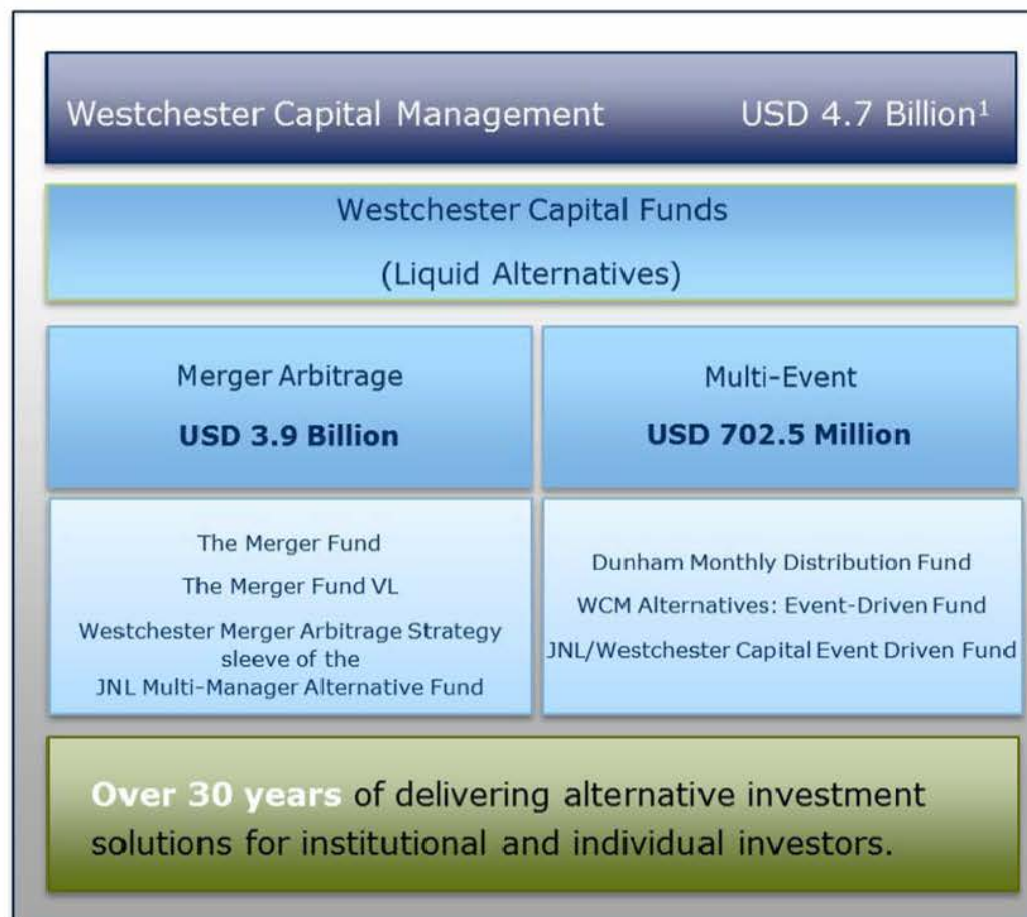 Westchester Capital Management USD 4.7 Billion¹
Westchester Capital Funds
(Liquid Alternatives)
Merger Arbitrage
USD 3.9 Billion
Multi-Event
USD 702.5 Million
The Merger Fund
The Merger Fund VL
Westchester Merger Arbitrage Strategy
sleeve of the
JNL Multi-Manager Alternative Fund
Dunham Monthly Distribution Fund
WCM Alternatives: Event-Driven Fund
JNL/Westchester Capital Event Driven Fund
Over 30 years of delivering alternative investment
solutions for institutional and individual investors.